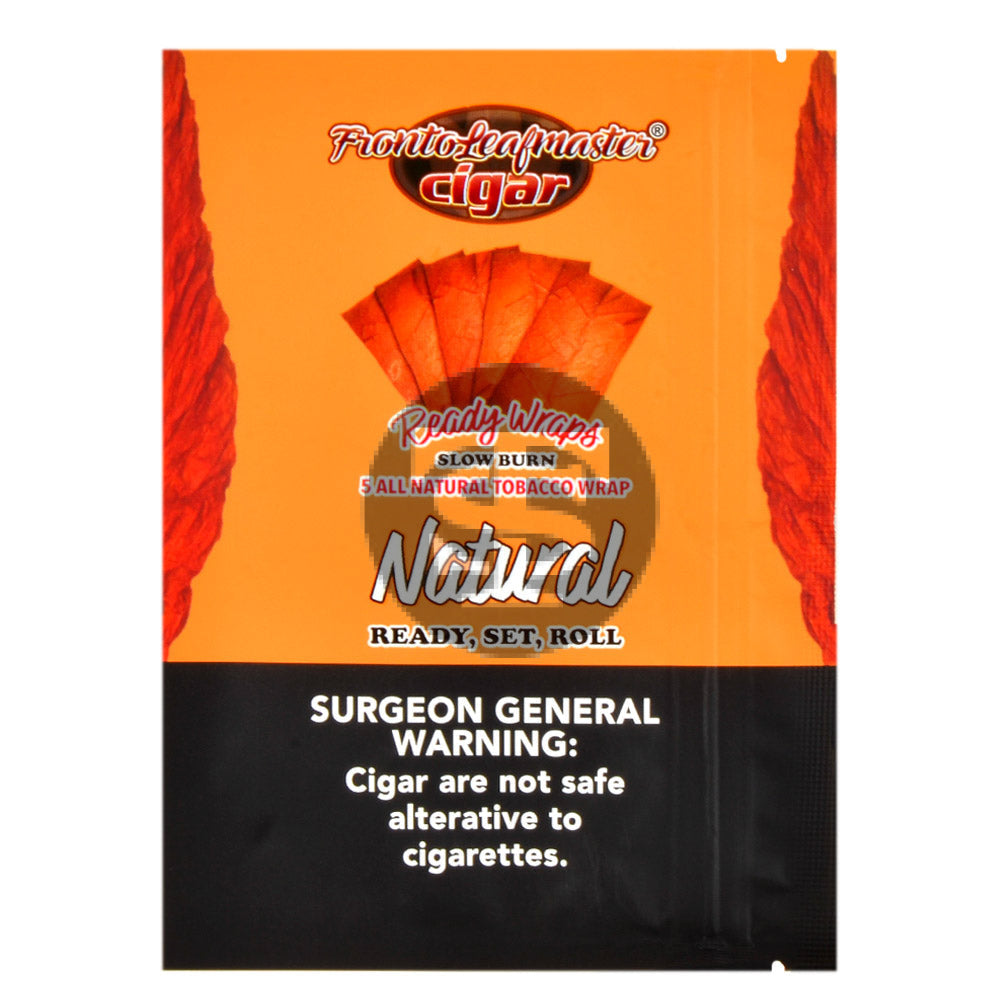 FrontoLeafmaster®
cigar
Ready Wraps
SLOW BURN
5 ALL NATURAL TOBACCO WRAP
Natural
READY, SET, ROLL
SURGEON GENERAL
WARNING:
Cigar are not safe
alterative to
cigarettes.